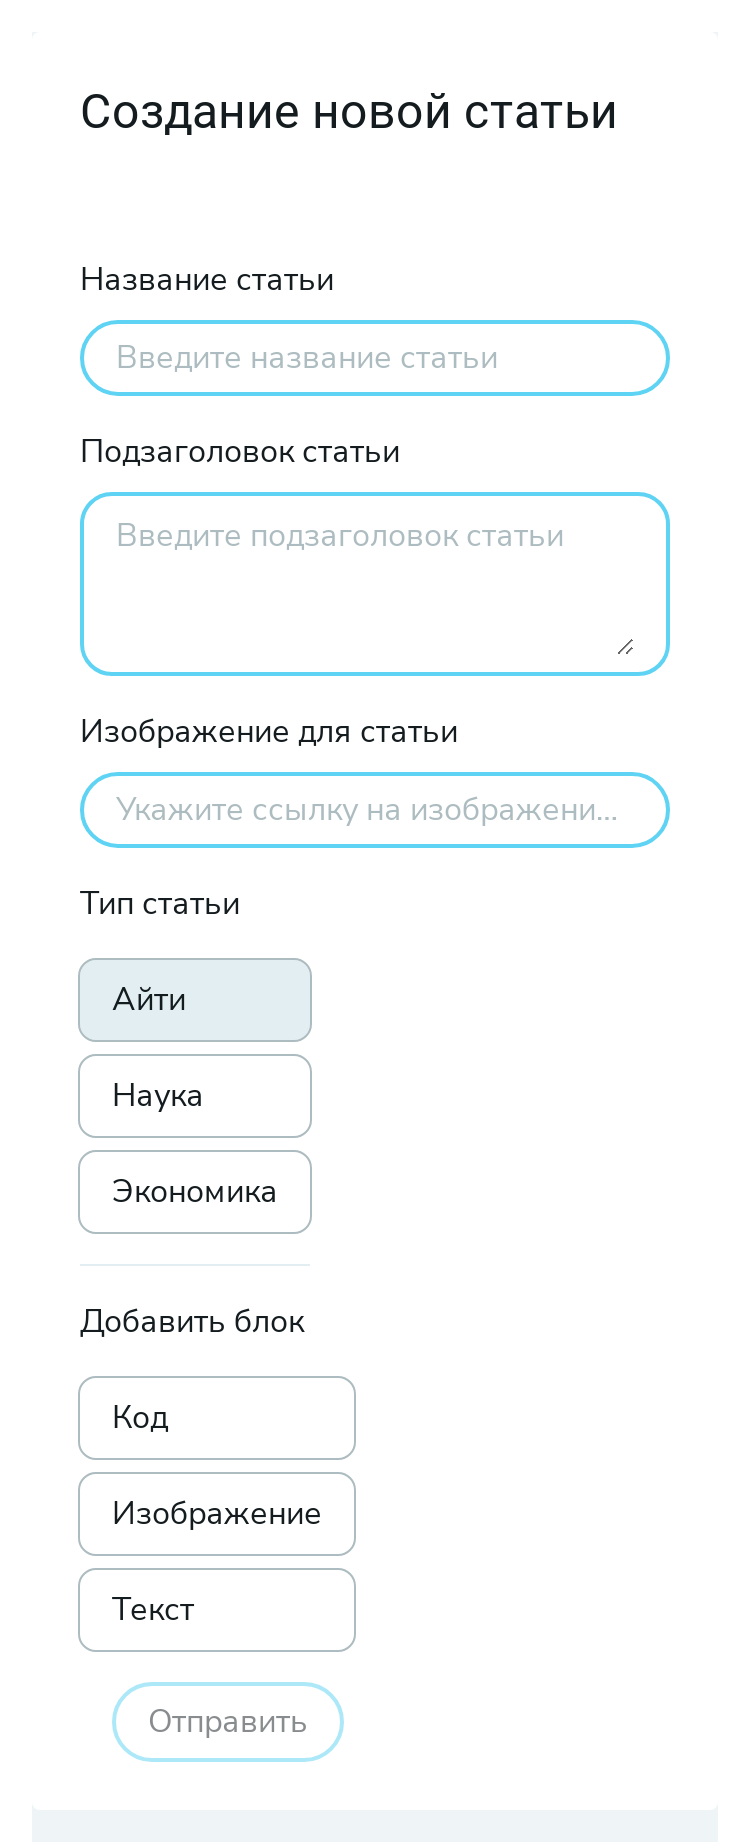 Создание новой статьи
Название статьи
Введите название статьи
Подзаголовок статьи
Введите подзаголовок статьи
Изображение для статьи
Укажите ссылку на изображени...
Тип статьи
Айти
Наука
Экономика
Добавить блок
Код
Изображение
Текст
Отправить